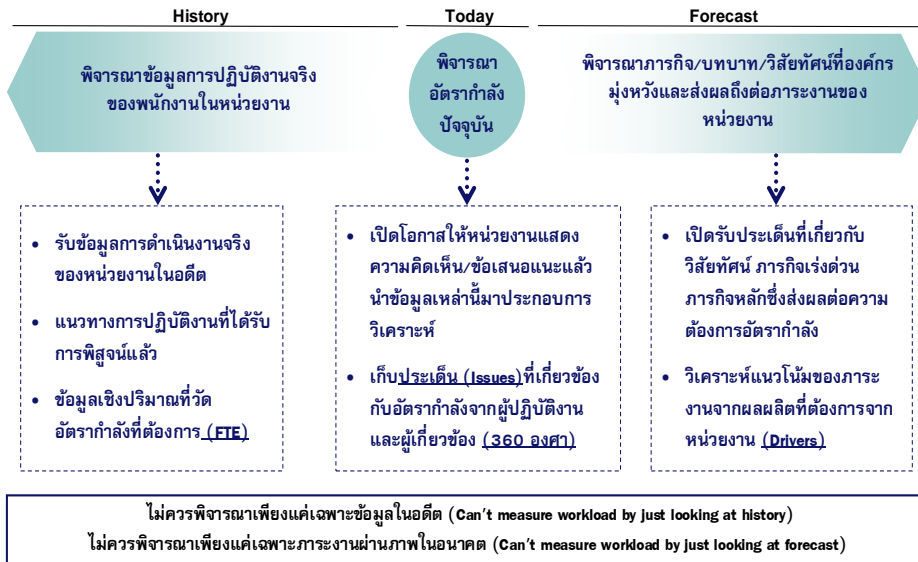 History
Today
Forecast
พิจารณาข้อมูลการปฏิบัติงานจริง
ของพนักงานในหน่วยงาน
พิจารณา
อัตรากำลัง
ปัจจุบัน
พิจารณาภารกิจ/บทบาท/วิสัยทัศน์ที่องค์กร
มุ่งหวังและส่งผลถึงต่อภาระงานของ
หน่วยงาน
• รับข้อมูลการดำเนินงานจริง
ของหน่วยงานในอดีต
• แนวทางการปฏิบัติงานที่ได้รับ
การพิสูจน์แล้ว
• ข้อมูลเชิงปริมาณที่วัด
อัตรากำลังที่ต้องการ (FTE)
• เปิดโอกาสให้หน่วยงานแสดง
ความคิดเห็น/ข้อเสนอแนะแล้ว
นำข้อมูลเหล่านี้มาประกอบการ
วิเคราะห์
• เก็บประเด็น (Issues)ที่เกี่ยวข้อง
กับอัตรากำลังจากผู้ปฏิบัติงาน
และผู้เกี่ยวข้อง (360 องศา)
• เปิดรับประเด็นที่เกี่ยวกับ
วิสัยทัศน์ ภารกิจเร่งด่วน
ภารกิจหลักซึ่งส่งผลต่อความ
ต้องการอัตรากำลัง
• วิเคราะห์แนวโน้มของภาระ
งานจากผลผลิตที่ต้องการจาก
หน่วยงาน (Drivers)
ไม่ควรพิจารณาเพียงแค่เฉพาะข้อมูลในอดีต (Can't measure workload by just looking at history)
ไม่ควรพิจารณาเพียงแค่เฉพาะภาระงานผ่านภาพในอนาคต (Can't measure workload by just looking at forecast)